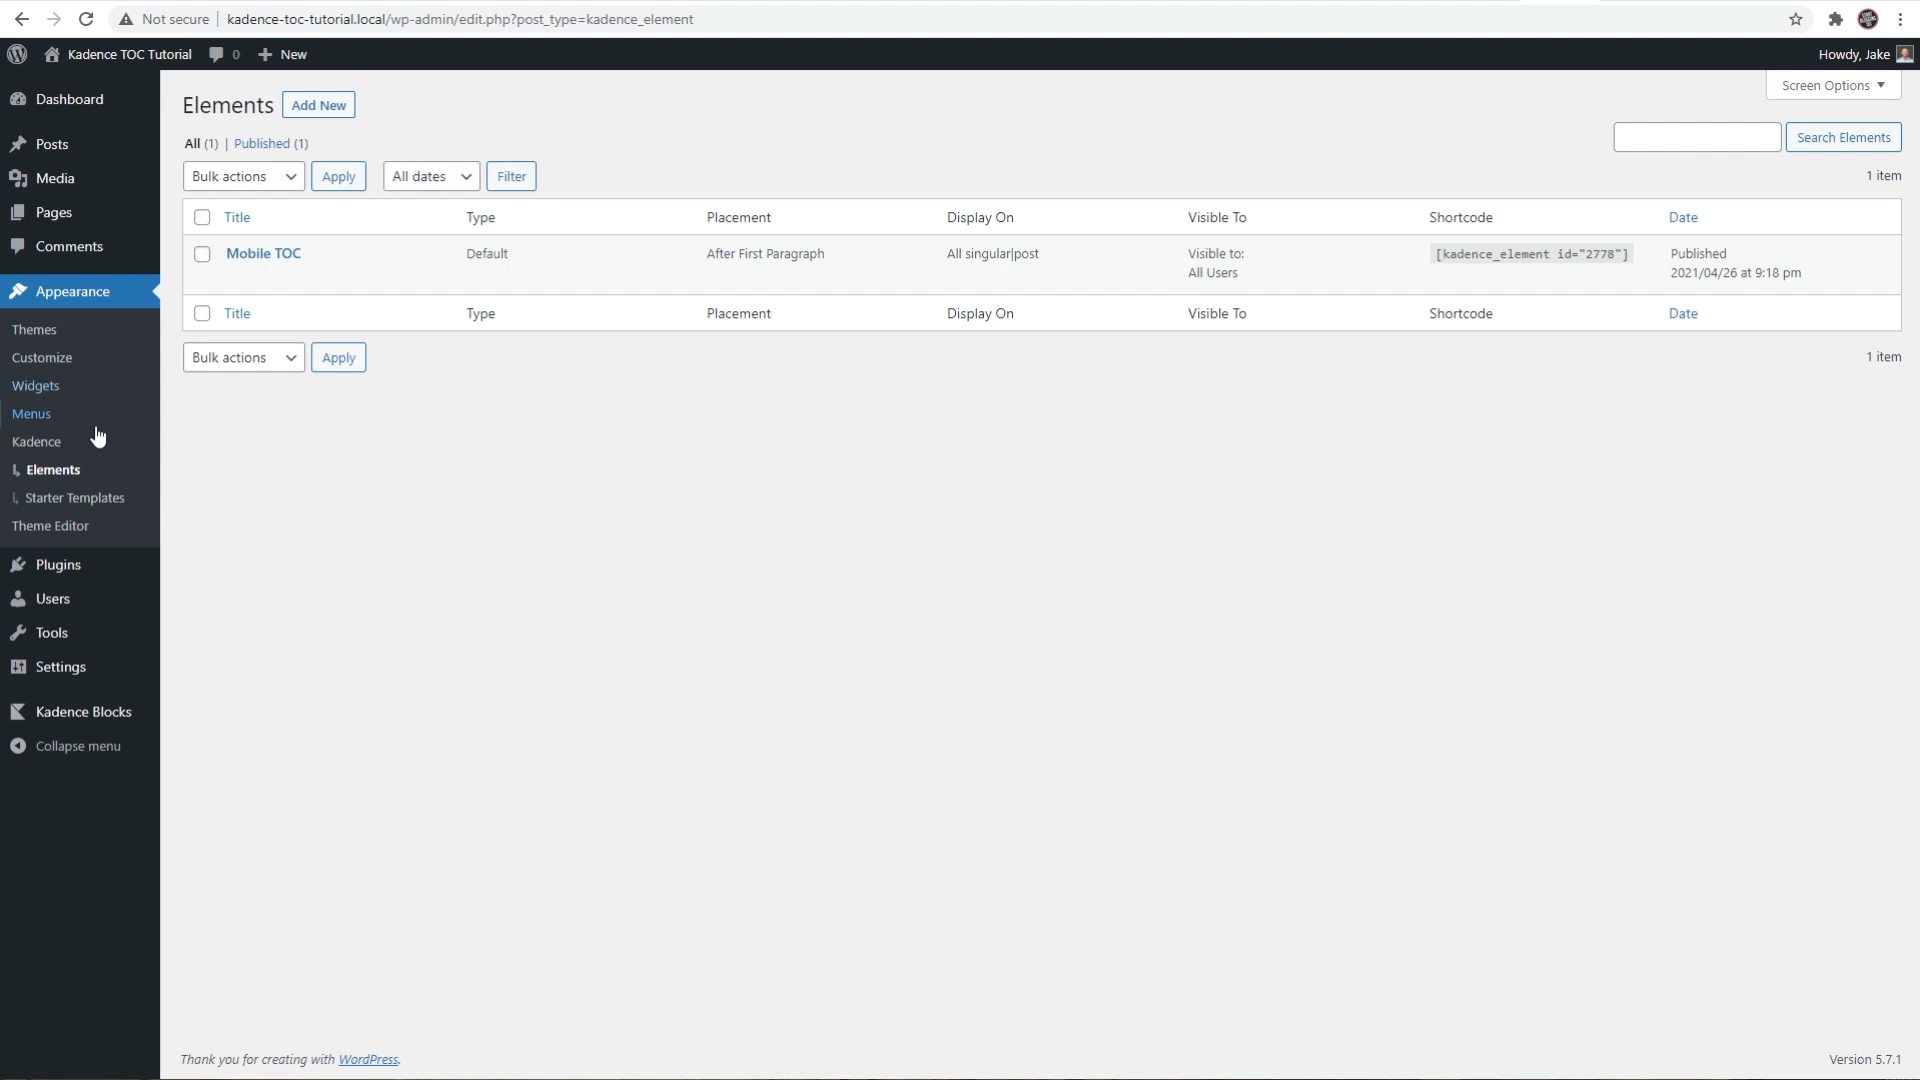 Not secure | kadence-toc-tutorial.local/wp-admin/edit.php?post_type=kadence_element
Kadence TOC Tutorial 0 New Howdy, Jake
Dashboard
Posts
Media
Pages
Comments
Appearance
Themes
Customize
Widgets
Menus
Kadence
Elements
Starter Templates
Theme Editor
Plugins
Users
Tools
Settings
Kadence Blocks
Collapse menu
Screen Options
Elements Add New
All (1) | Published (1)
Search Elements
Bulk actions Apply All dates Filter 1 item
Title Type Placement Display On Visible To Shortcode Date
Mobile TOC Default After First Paragraph All singular|post Visible to: [kadence_element id="2778"] Published
All Users 2021/04/26 at 9:18 pm
Title Type Placement Display On Visible To Shortcode Date
Bulk actions Apply 1 item
Thank you for creating with WordPress. Version 5.7.1